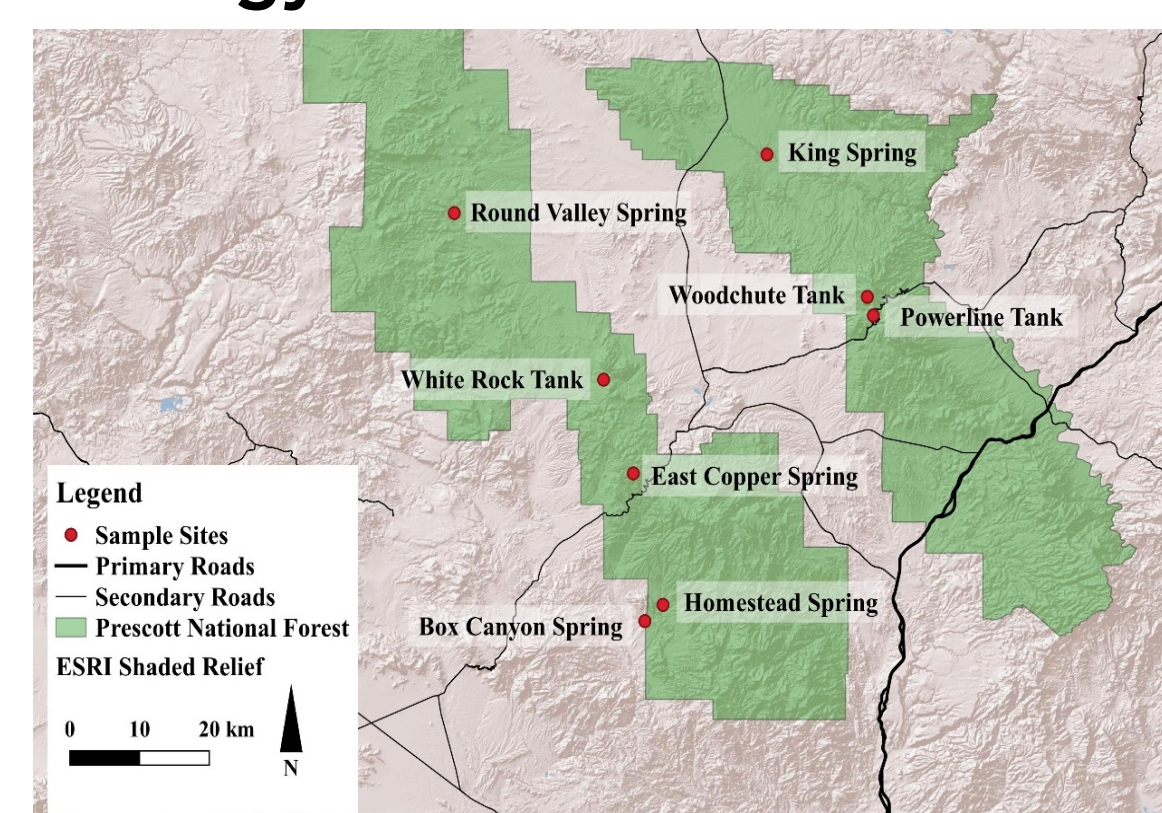 King Spring
Round Valley Spring
Woodchute Tank
Powerline Tank
White Rock Tank
East Copper Spring
Homestead Spring
Box Canyon Spring
Legend
Sample Sites
Primary Roads
Secondary Roads
Prescott National Forest
ESRI Shaded Relief
0 10 20 km
N